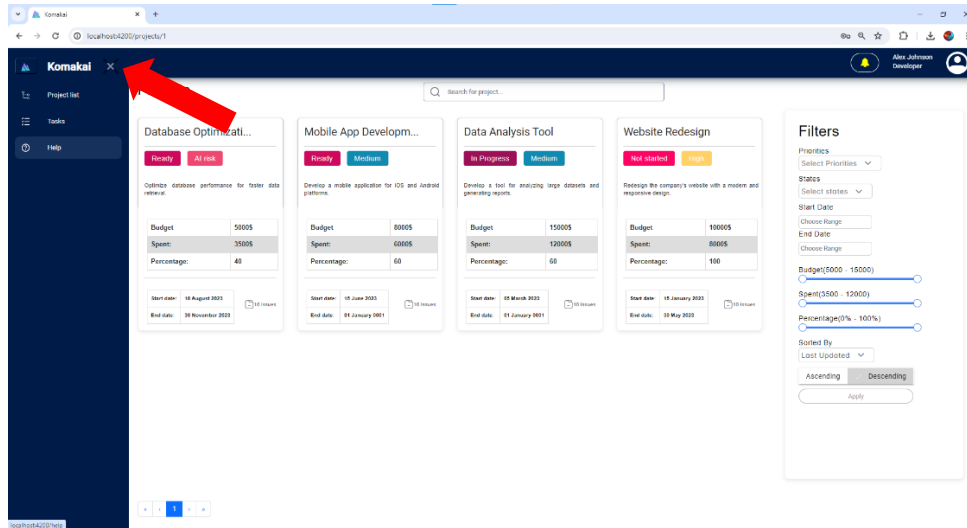 Komakai
localhost:4200/projects/1
Komakai
Alex Johnson
Developer
Project list
Tasks
Help
Search for project...
Database Optimizati...
Ready
At risk
Optimize database performance for faster data
retrieval.
Budget 5000$
Spent: 3500$
Percentage: 40
Start date: 10 August 2023
End date: 30 November 2023
10 Issues
Mobile App Developm...
Ready
Medium
Develop a mobile application for iOS and Android
platforms.
Budget 8000$
Spent: 6000$
Percentage: 60
Start date: 15 June 2023
End date: 01 January 0001
10 Issues
Data Analysis Tool
In Progress
Medium
Develop a tool for analyzing large datasets and
generating reports.
Budget 15000$
Spent: 12000$
Percentage: 60
Start date: 05 March 2023
End date: 01 January 0001
10 Issues
Website Redesign
Not started
High
Redesign the company's website with a modern and
responsive design.
Budget 10000$
Spent: 8000$
Percentage: 100
Start date: 15 January 2023
End date: 30 May 2023
10 Issues
Filters
Priorities
Select Priorities
States
Select states
Start Date
Choose Range
End Date
Choose Range
Budget(5000 - 15000)
Spent(3500 - 12000)
Percentage(0% - 100%)
Sorted By
Last Updated
Ascending
Descending
Apply
« ‹ 1 › »
localhost:4200/help